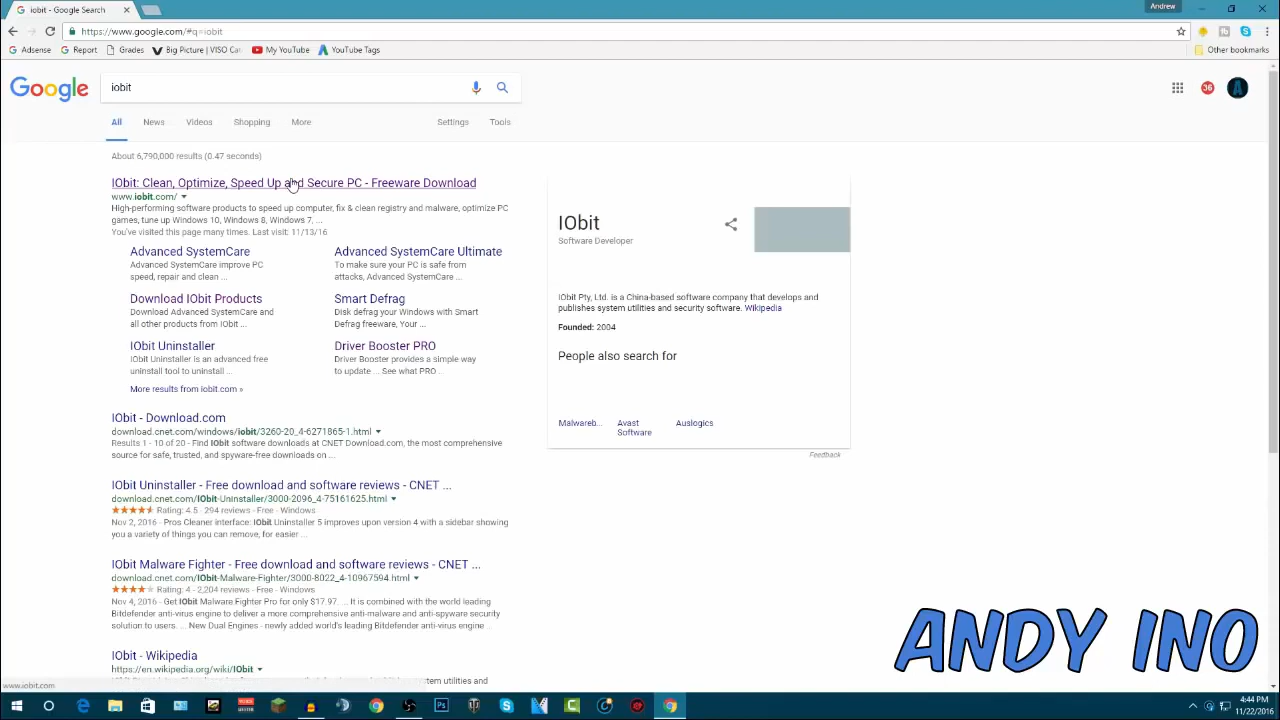 iobit - Google Search
Andrew
https://www.google.com/#q=iobit
Adsense
Report
Grades
Big Picture | VISO Cat
My YouTube
YouTube Tags
Other bookmarks
Google
iobit
36
All
News
Videos
Shopping
More
Settings
Tools
About 6,790,000 results (0.47 seconds)
IObit: Clean, Optimize, Speed Up and Secure PC - Freeware Download
www.iobit.com/
High-performing software products to speed up computer, fix & clean registry and malware, optimize PC
games, tune up Windows 10, Windows 8, Windows 7, ...
You've visited this page many times. Last visit: 11/13/16
Advanced SystemCare
Advanced SystemCare improve PC
speed, repair and clean ...
Advanced SystemCare Ultimate
To make sure your PC is safe from
attacks, Advanced SystemCare ...
Download IObit Products
Download Advanced SystemCare and
all other products from IObit ...
Smart Defrag
Disk defrag your Windows with Smart
Defrag freeware, Your ...
IObit Uninstaller
IObit Uninstaller is an advanced free
uninstall tool to uninstall ...
Driver Booster PRO
Driver Booster provides a simple way
to update ... See what PRO ...
More results from iobit.com »
IObit - Download.com
download.cnet.com/windows/iobit/3260-20_4-6271865-1.html
Results 1 - 10 of 20 - Find IObit software downloads at CNET Download.com, the most comprehensive
source for safe, trusted, and spyware-free downloads on ...
IObit Uninstaller - Free download and software reviews - CNET ...
download.cnet.com/IObit-Uninstaller/3000-2096_4-75161625.html
Rating: 4.5 - 294 reviews - Free - Windows
Nov 2, 2016 - Pros Cleaner interface: IObit Uninstaller 5 improves upon version 4 with a sidebar showing
you a variety of things you can remove, for easier ...
IObit Malware Fighter - Free download and software reviews - CNET ...
download.cnet.com/IObit-Malware-Fighter/3000-8022_4-10967594.html
Rating: 4 - 2,204 reviews - Free - Windows
Nov 4, 2016 - Get IObit Malware Fighter Pro for only $17.97. ... It is combined with the world leading
Bitdefender anti-virus engine to deliver a more comprehensive anti-malware and anti-spyware security
solution to users. ... New Dual Engines - newly added world's leading Bitdefender anti-virus engine ...
IObit - Wikipedia
https://en.wikipedia.org/wiki/IObit
stem utilities and
IObit
Software Developer
IObit Pty, Ltd. is a China-based software company that develops and
publishes system utilities and security software. Wikipedia
Founded: 2004
People also search for
Malwareb...
Avast
Software
Auslogics
Feedback
ANDY INO
www.iobit.com
4:44 PM
11/22/2016